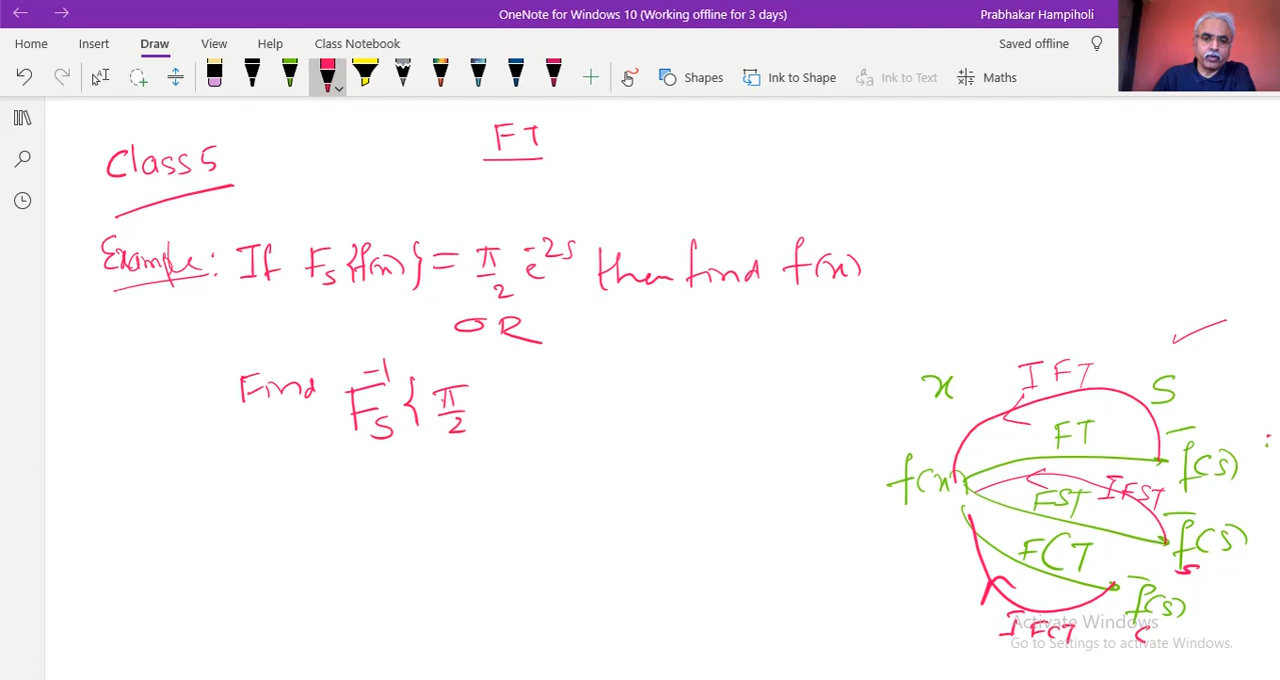 OneNote for Windows 10 (Working offline for 3 days)
Prabhakar Hampiholi
Home Insert Draw View Help Class Notebook
Saved offline
Shapes Ink to Shape Ink to Text Maths
FT
Class 5
Example: If Fs{f(x)} = π/2 e^-2s then find f(x)
OR
Find Fs^-1 { π/2
x IFT S
FT
f(x) f̄(s)
FST IFST
f̄s(s)
FCT
f̄c(s)
IFCT
Activate Windows
Go to Settings to activate Windows.